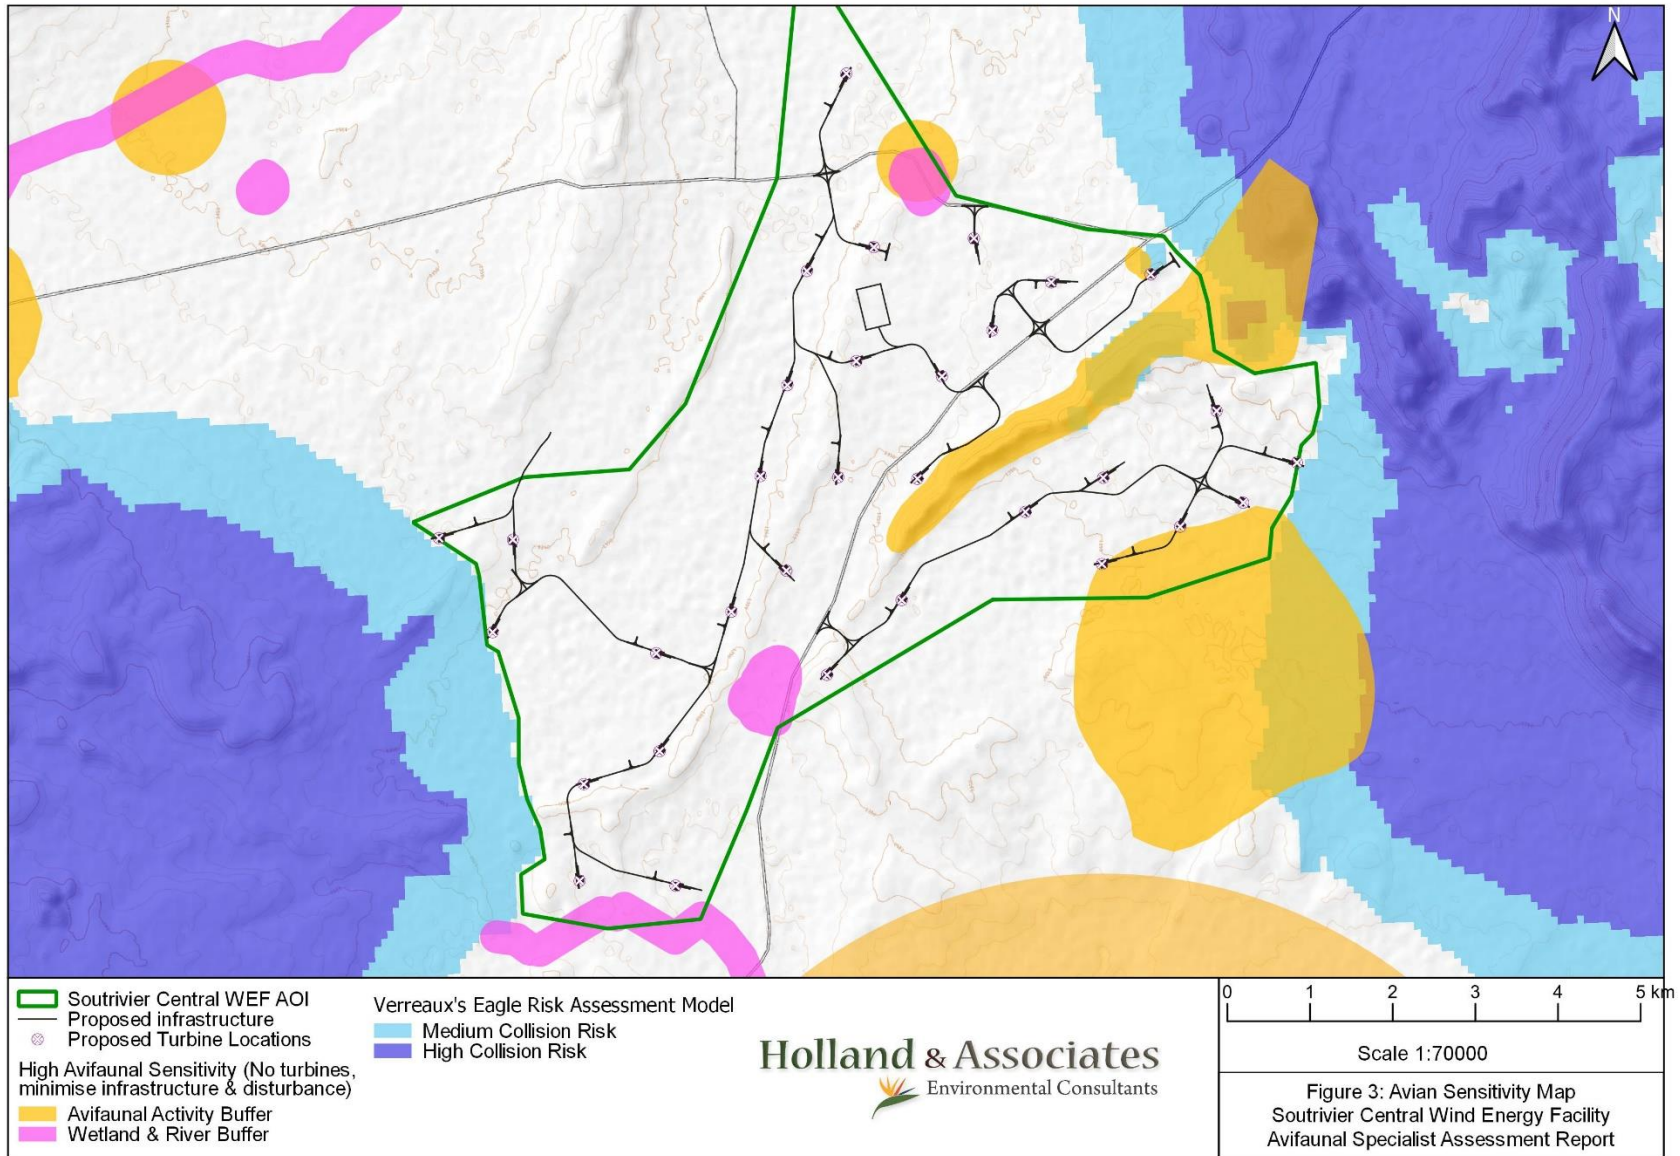 N
Soutrivier Central WEF AOI
Proposed infrastructure
Proposed Turbine Locations
High Avifaunal Sensitivity (No turbines,
minimise infrastructure & disturbance)
Avifaunal Activity Buffer
Wetland & River Buffer
Verreaux's Eagle Risk Assessment Model
Medium Collision Risk
High Collision Risk
Holland & Associates
Environmental Consultants
0 1 2 3 4 5 km
Scale 1:70000
Figure 3: Avian Sensitivity Map
Soutrivier Central Wind Energy Facility
Avifaunal Specialist Assessment Report